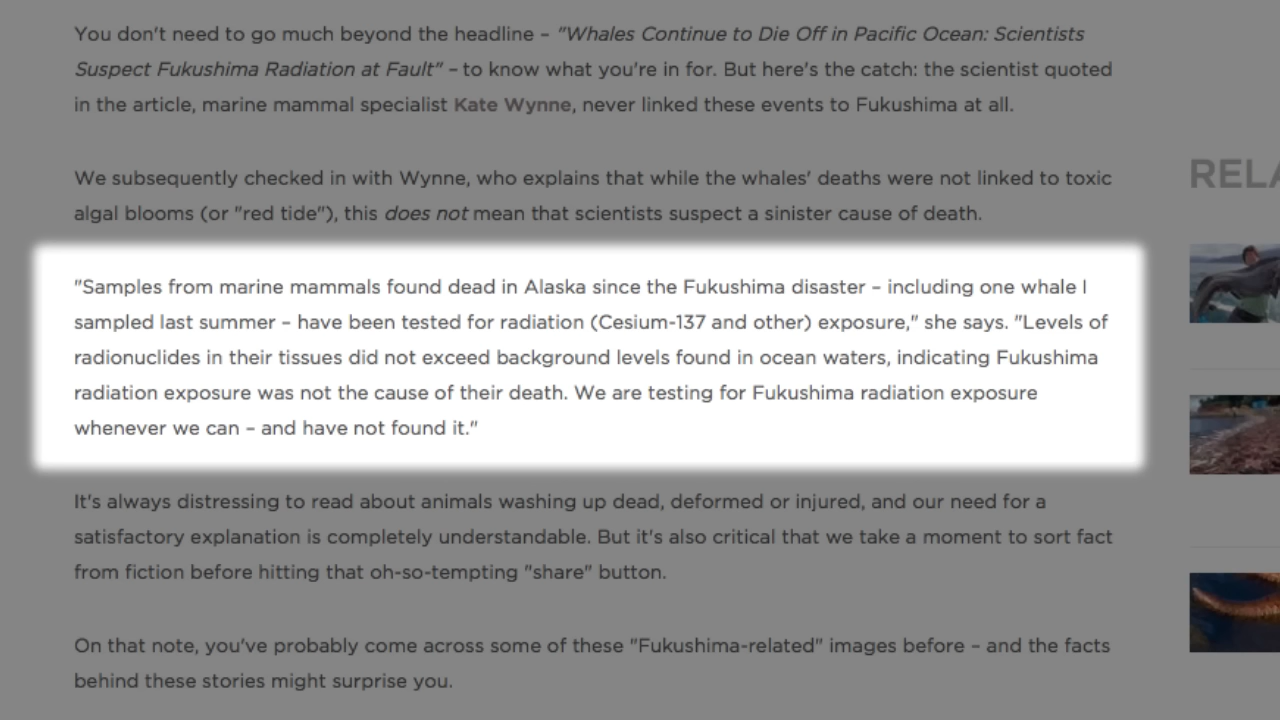 You don't need to go much beyond the headline – "Whales Continue to Die Off in Pacific Ocean: Scientists
Suspect Fukushima Radiation at Fault" – to know what you're in for. But here's the catch: the scientist quoted
in the article, marine mammal specialist Kate Wynne, never linked these events to Fukushima at all.
We subsequently checked in with Wynne, who explains that while the whales' deaths were not linked to toxic
algal blooms (or "red tide"), this does not mean that scientists suspect a sinister cause of death.
RELA
"Samples from marine mammals found dead in Alaska since the Fukushima disaster – including one whale I
sampled last summer – have been tested for radiation (Cesium-137 and other) exposure," she says. "Levels of
radionuclides in their tissues did not exceed background levels found in ocean waters, indicating Fukushima
radiation exposure was not the cause of their death. We are testing for Fukushima radiation exposure
whenever we can – and have not found it."
It's always distressing to read about animals washing up dead, deformed or injured, and our need for a
satisfactory explanation is completely understandable. But it's also critical that we take a moment to sort fact
from fiction before hitting that oh-so-tempting "share" button.
On that note, you've probably come across some of these "Fukushima-related" images before – and the facts
behind these stories might surprise you.